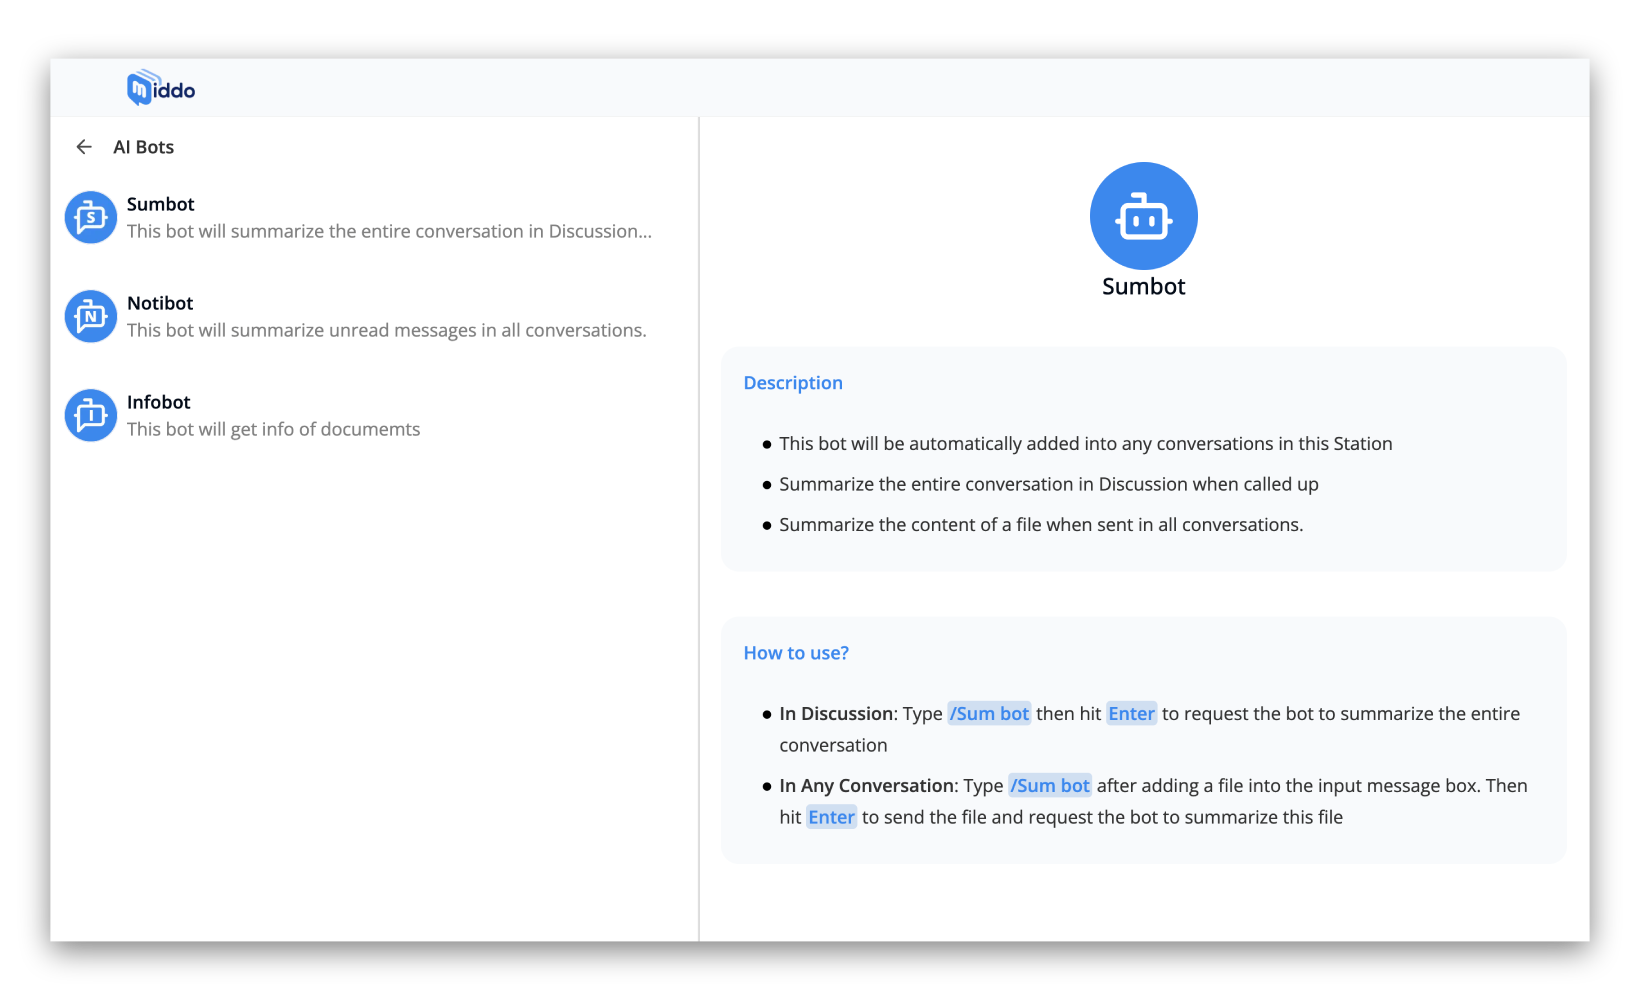 middo
AI Bots
S
Sumbot
This bot will summarize the entire conversation in Discussion...
N
Notibot
This bot will summarize unread messages in all conversations.
I
Infobot
This bot will get info of documemts
Sumbot
Description
This bot will be automatically added into any conversations in this Station
Summarize the entire conversation in Discussion when called up
Summarize the content of a file when sent in all conversations.
How to use?
In Discussion: Type /Sum bot then hit Enter to request the bot to summarize the entire
conversation
In Any Conversation: Type /Sum bot after adding a file into the input message box. Then
hit Enter to send the file and request the bot to summarize this file